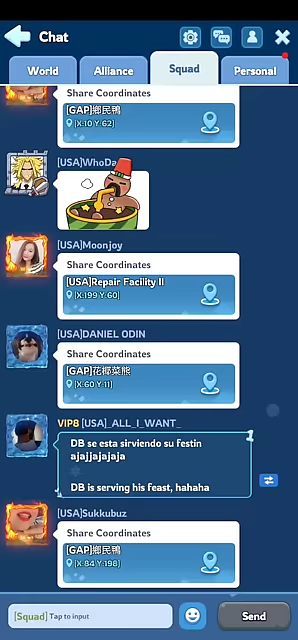 Chat
World
Alliance
Squad
Personal
Share Coordinates
[GAP]鄉民鴨
[X:10 Y:62]
[USA]WhoDa
[USA]Moonjoy
Share Coordinates
[USA]Repair Facility II
[X:199 Y:60]
[USA]DANIEL ODIN
Share Coordinates
[GAP]花椰菜熊
[X:60 Y:11]
VIP8 [USA]_ALL_I_WANT_
DB se esta sirviendo su festin
ajajjajajaja
DB is serving his feast, hahaha
[USA]Sukkubuz
Share Coordinates
[GAP]鄉民鴨
[X:84 Y:198]
[Squad] Tap to input
Send